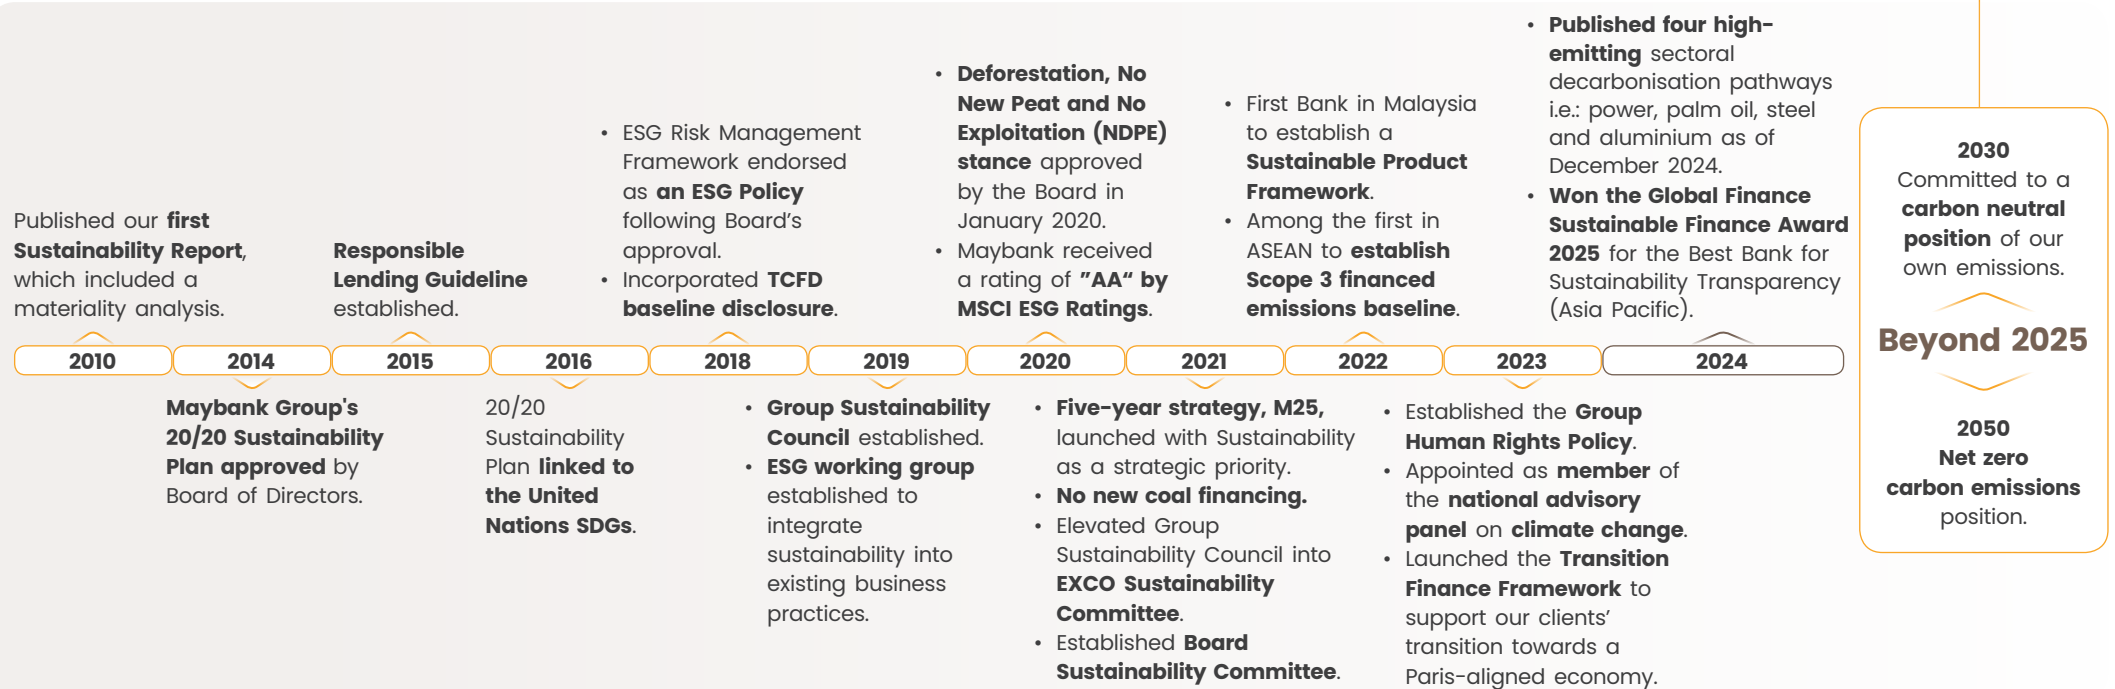 Published our first
Sustainability Report,
which included a
materiality analysis.
2010
2014
Maybank Group's
20/20 Sustainability
Plan approved by
Board of Directors.
Responsible
Lending Guideline
established.
2015
2016
20/20
Sustainability
Plan linked to
the United
Nations SDGs.
• ESG Risk Management
Framework endorsed
as an ESG Policy
following Board's
approval.
• Incorporated TCFD
baseline disclosure.
2018
2019
• Group Sustainability
Council established.
• ESG working group
established to
integrate
sustainability into
existing business
practices.
• Deforestation, No
New Peat and No
Exploitation (NDPE)
stance approved
by the Board in
January 2020.
• Maybank received
a rating of ”AA“ by
MSCI ESG Ratings.
2020
2021
• Five-year strategy, M25,
launched with Sustainability
as a strategic priority.
• No new coal financing.
• Elevated Group
Sustainability Council into
EXCO Sustainability
Committee.
• Established Board
Sustainability Committee.
• First Bank in Malaysia
to establish a
Sustainable Product
Framework.
• Among the first in
ASEAN to establish
Scope 3 financed
emissions baseline.
2022
2023
• Established the Group
Human Rights Policy.
• Appointed as member of
the national advisory
panel on climate change.
• Launched the Transition
Finance Framework to
support our clients’
transition towards a
Paris-aligned economy.
• Published four high-
emitting sectoral
decarbonisation pathways
i.e.: power, palm oil, steel
and aluminium as of
December 2024.
• Won the Global Finance
Sustainable Finance Award
2025 for the Best Bank for
Sustainability Transparency
(Asia Pacific).
2024
2030
Committed to a
carbon neutral
position of our
own emissions.
Beyond 2025
2050
Net zero
carbon emissions
position.